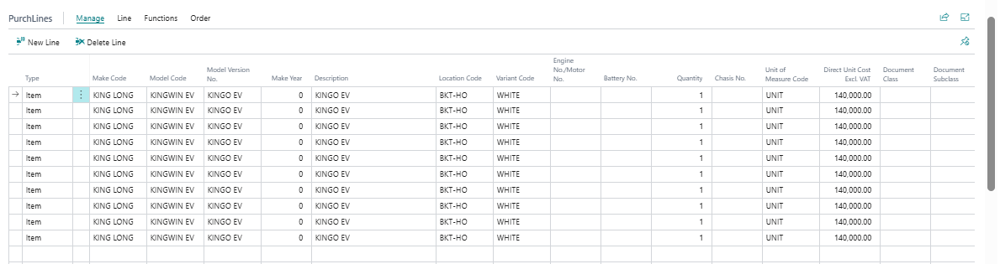 PurchLines Manage Line Functions Order
New Line Delete Line
Type Make Code Model Code Model Version No. Make Year Description Location Code Variant Code Engine No./Motor No. Battery No. Quantity Chasis No. Unit of Measure Code Direct Unit Cost Excl. VAT Document Class Document Subclass
Item KING LONG KINGWIN EV KINGO EV 0 KINGO EV BKT-HO WHITE 1 UNIT 140,000.00
Item KING LONG KINGWIN EV KINGO EV 0 KINGO EV BKT-HO WHITE 1 UNIT 140,000.00
Item KING LONG KINGWIN EV KINGO EV 0 KINGO EV BKT-HO WHITE 1 UNIT 140,000.00
Item KING LONG KINGWIN EV KINGO EV 0 KINGO EV BKT-HO WHITE 1 UNIT 140,000.00
Item KING LONG KINGWIN EV KINGO EV 0 KINGO EV BKT-HO WHITE 1 UNIT 140,000.00
Item KING LONG KINGWIN EV KINGO EV 0 KINGO EV BKT-HO WHITE 1 UNIT 140,000.00
Item KING LONG KINGWIN EV KINGO EV 0 KINGO EV BKT-HO WHITE 1 UNIT 140,000.00
Item KING LONG KINGWIN EV KINGO EV 0 KINGO EV BKT-HO WHITE 1 UNIT 140,000.00
Item KING LONG KINGWIN EV KINGO EV 0 KINGO EV BKT-HO WHITE 1 UNIT 140,000.00
Item KING LONG KINGWIN EV KINGO EV 0 KINGO EV BKT-HO WHITE 1 UNIT 140,000.00